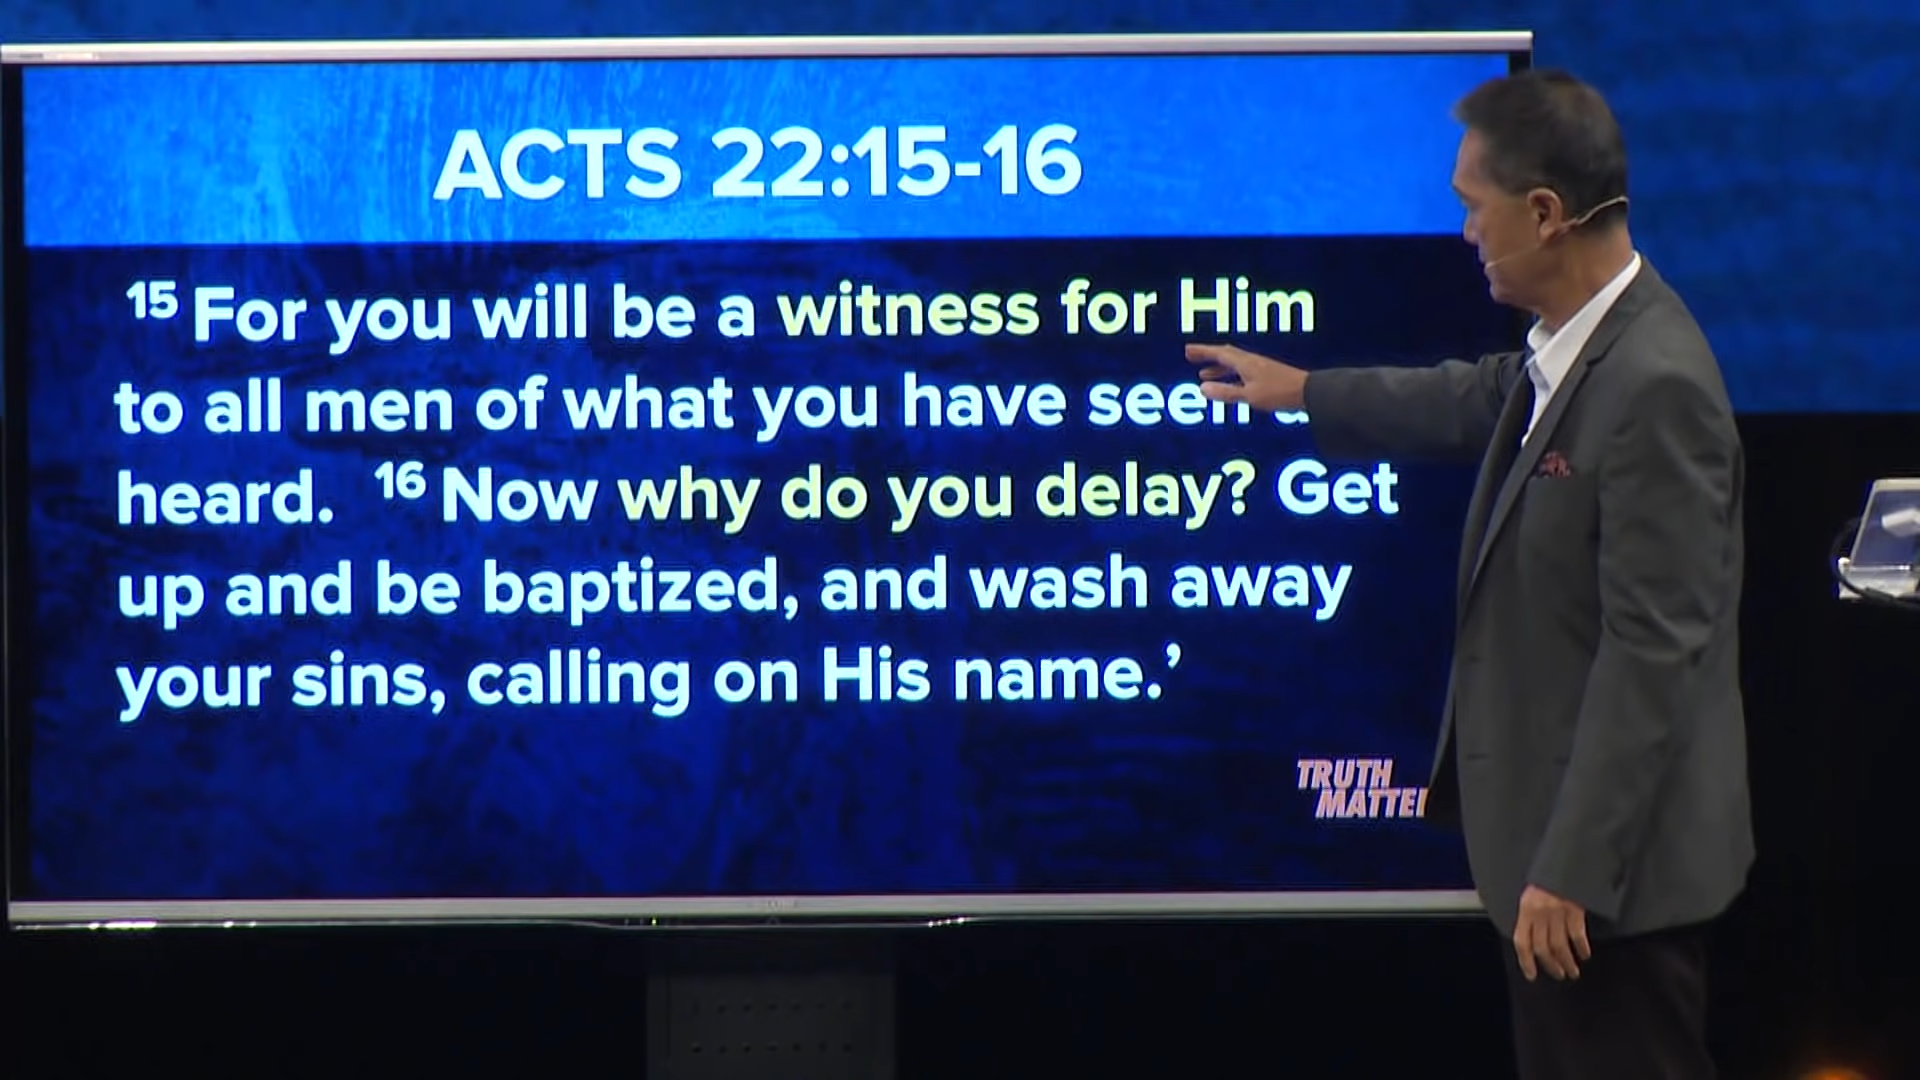 ACTS 22:15-16
15 For you will be a witness for Him
to all men of what you have seen
heard. 16 Now why do you delay? Get
up and be baptized, and wash away
your sins, calling on His name.’
TRUTH